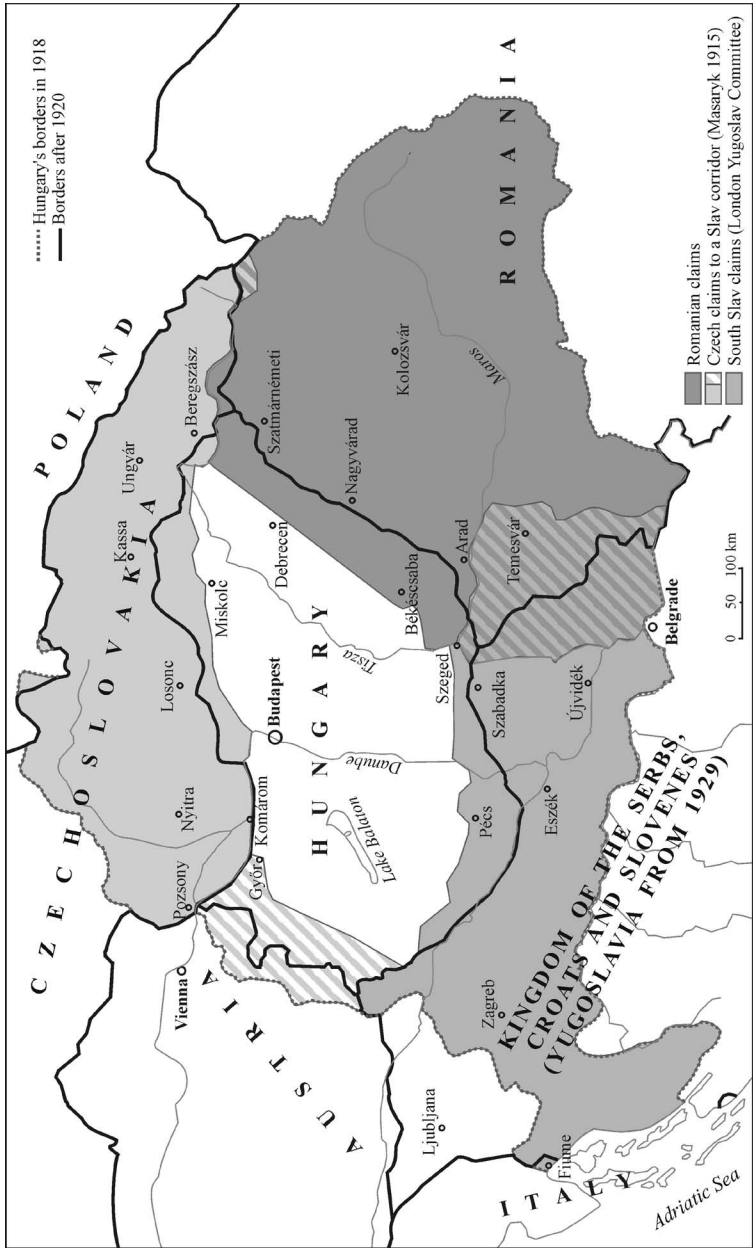 Hungary's borders in 1918
Borders after 1920
POLAND
CZECHOSLOVAKIA
Kassa
Ungvár
Beregszász
Losonc
Nyitra
Pozsony
Komárom
Győr
Vienna
AUSTRIA
Miskolc
Szatmárnémeti
Debrecen
Budapest
HUNGARY
Danube
Tisza
Lake Balaton
Nagyvárad
Kolozsvár
Maros
ROMANIA
Békéscsaba
Arad
Szeged
Temesvár
Szabadka
Pécs
Újvidék
Eszék
Belgrade
Zagreb
Ljubljana
Fiume
ITALY
Adriatic Sea
KINGDOM OF THE SERBS,
CROATS AND SLOVENES,
(YUGOSLAVIA FROM 1929)
0 50 100 km
Romanian claims
Czech claims to a Slav corridor (Masaryk 1915)
South Slav claims (London Yugoslav Committee)